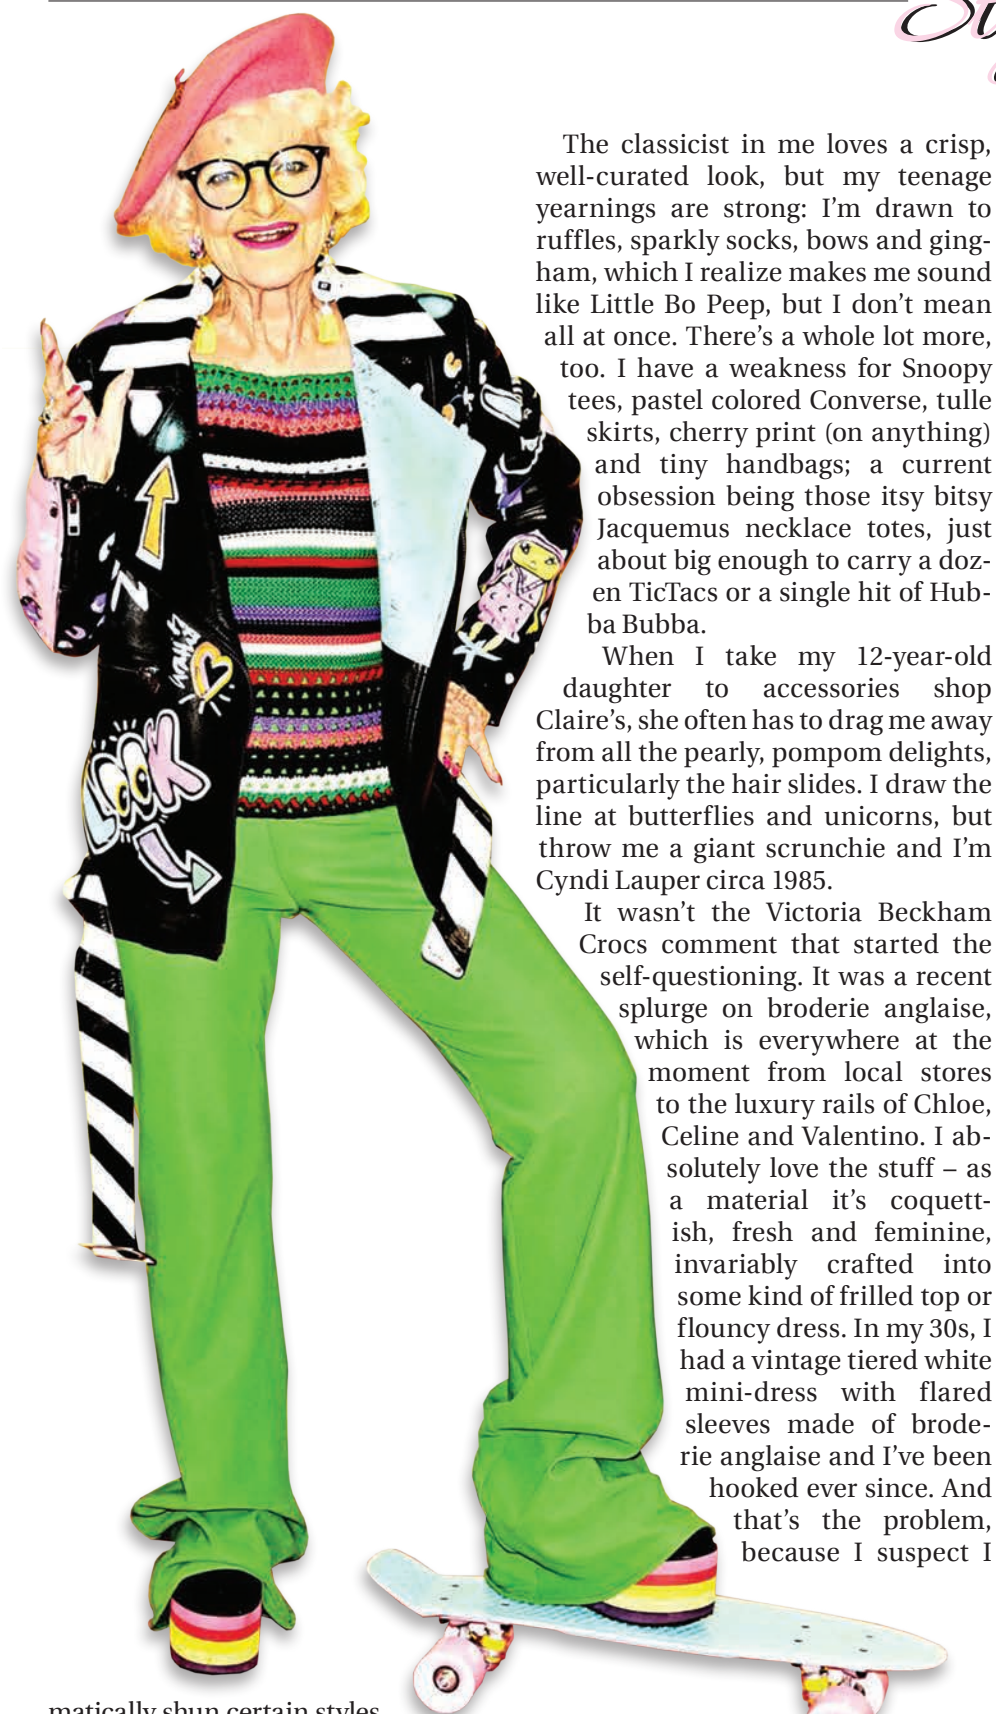 The classicist in me loves a crisp,
well-curated look, but my teenage
yearnings are strong: I'm drawn to
ruffles, sparkly socks, bows and ging-
ham, which I realize makes me sound
like Little Bo Peep, but I don't mean
all at once. There's a whole lot more,
too. I have a weakness for Snoopy
tees, pastel colored Converse, tulle
skirts, cherry print (on anything)
and tiny handbags; a current
obsession being those itsy bitsy
Jacquemus necklace totes, just
about big enough to carry a doz-
en TicTacs or a single hit of Hub-
ba Bubba.
When I take my 12-year-old
daughter to accessories shop
Claire's, she often has to drag me away
from all the pearly, pompom delights,
particularly the hair slides. I draw the
line at butterflies and unicorns, but
throw me a giant scrunchie and I'm
Cyndi Lauper circa 1985.
It wasn't the Victoria Beckham
Crocs comment that started the
self-questioning. It was a recent
splurge on broderie anglaise,
which is everywhere at the
moment from local stores
to the luxury rails of Chloe,
Celine and Valentino. I ab-
solutely love the stuff – as
a material it's coquett-
ish, fresh and feminine,
invariably crafted into
some kind of frilled top or
flouncy dress. In my 30s, I
had a vintage tiered white
mini-dress with flared
sleeves made of brode-
rie anglaise and I've been
hooked ever since. And
that's the problem,
because I suspect I
LOOK
matically shun certain styles